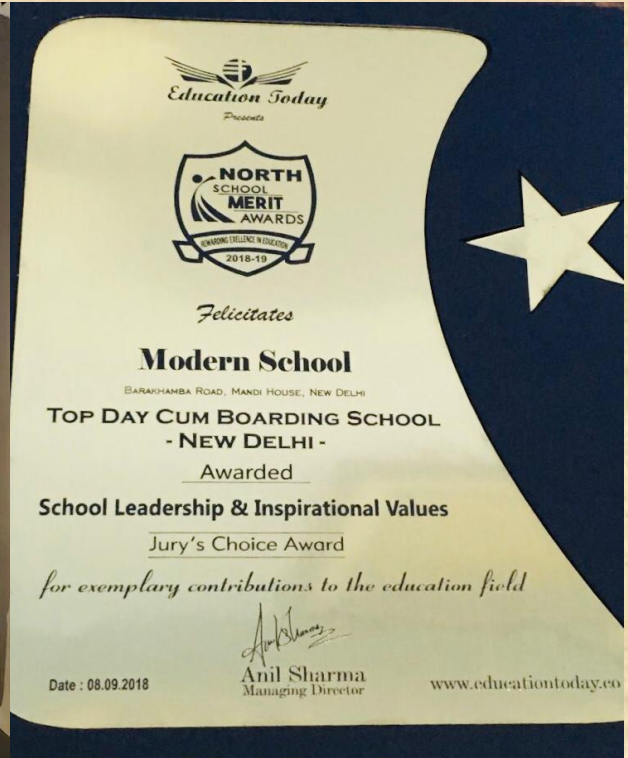 Education Today
Presents
NORTH
SCHOOL
MERIT
AWARDS
REWARDING EXELLENCE IN EDUCATION
2018-19
Felicitates
Modern School
BARAKHAMBA ROAD, MANDI HOUSE, NEW DELHI
TOP DAY CUM BOARDING SCHOOL
- NEW DELHI -
Awarded
School Leadership & Inspirational Values
Jury's Choice Award
for exemplary contributions to the education field
Anil Sharma
Managing Director
Date : 08.09.2018
www.educationtoday.co